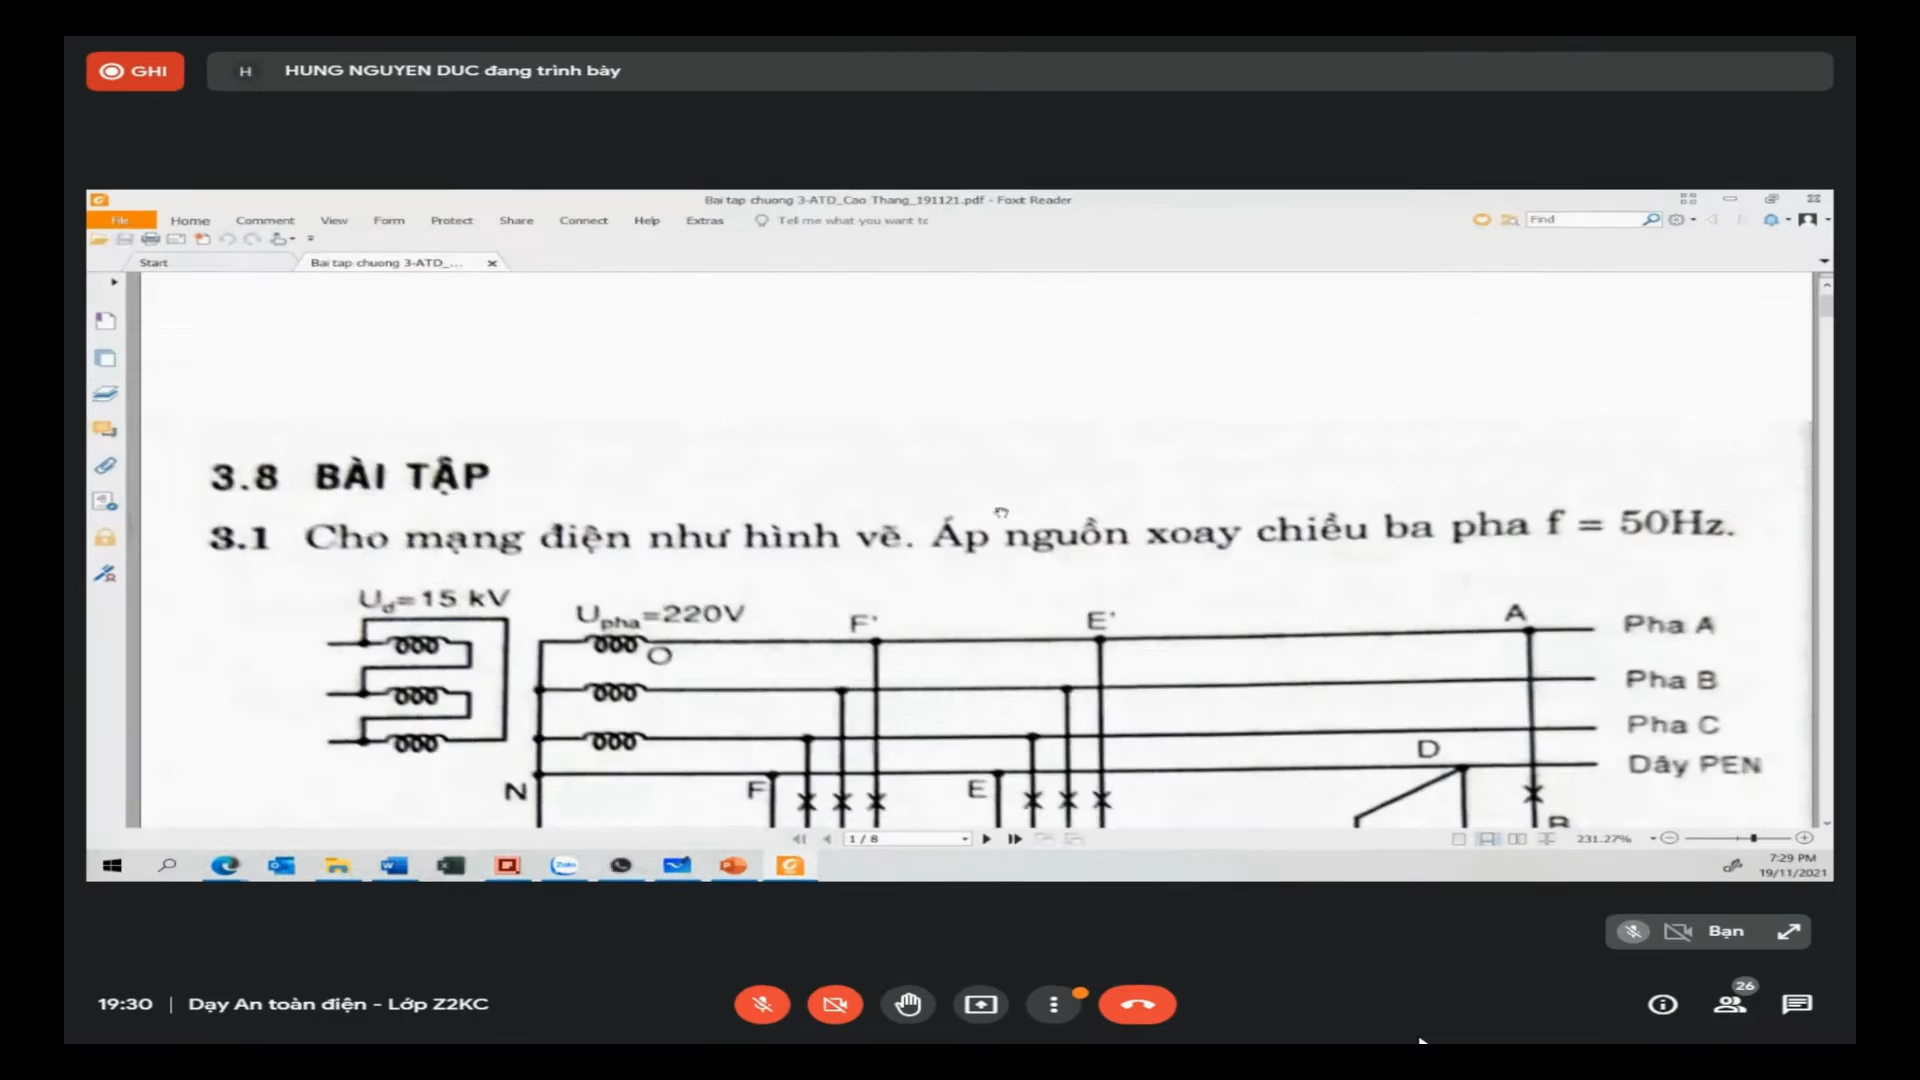 GHI
H HUNG NGUYEN DUC đang trình bày
Bai tap chuong 3-ATD_Cao Thang_191121.pdf - Foxit Reader
File Home Comment View Form Protect Share Connect Help Extras Tell me what you want to Find
Start Bai tap chuong 3-ATD_...
3.8 BÀI TẬP
3.1 Cho mạng điện như hình vẽ. Áp nguồn xoay chiều ba pha f = 50Hz.
Ud=15 kV
Upha=220V
F'
E'
A
Pha A
O
Pha B
Pha C
D
Dây PEN
N
F
E
B
1 / 8
231.27%
Zalo
7:29 PM
19/11/2021
Bạn
19:30 | Dạy An toàn điện - Lớp Z2KC
26